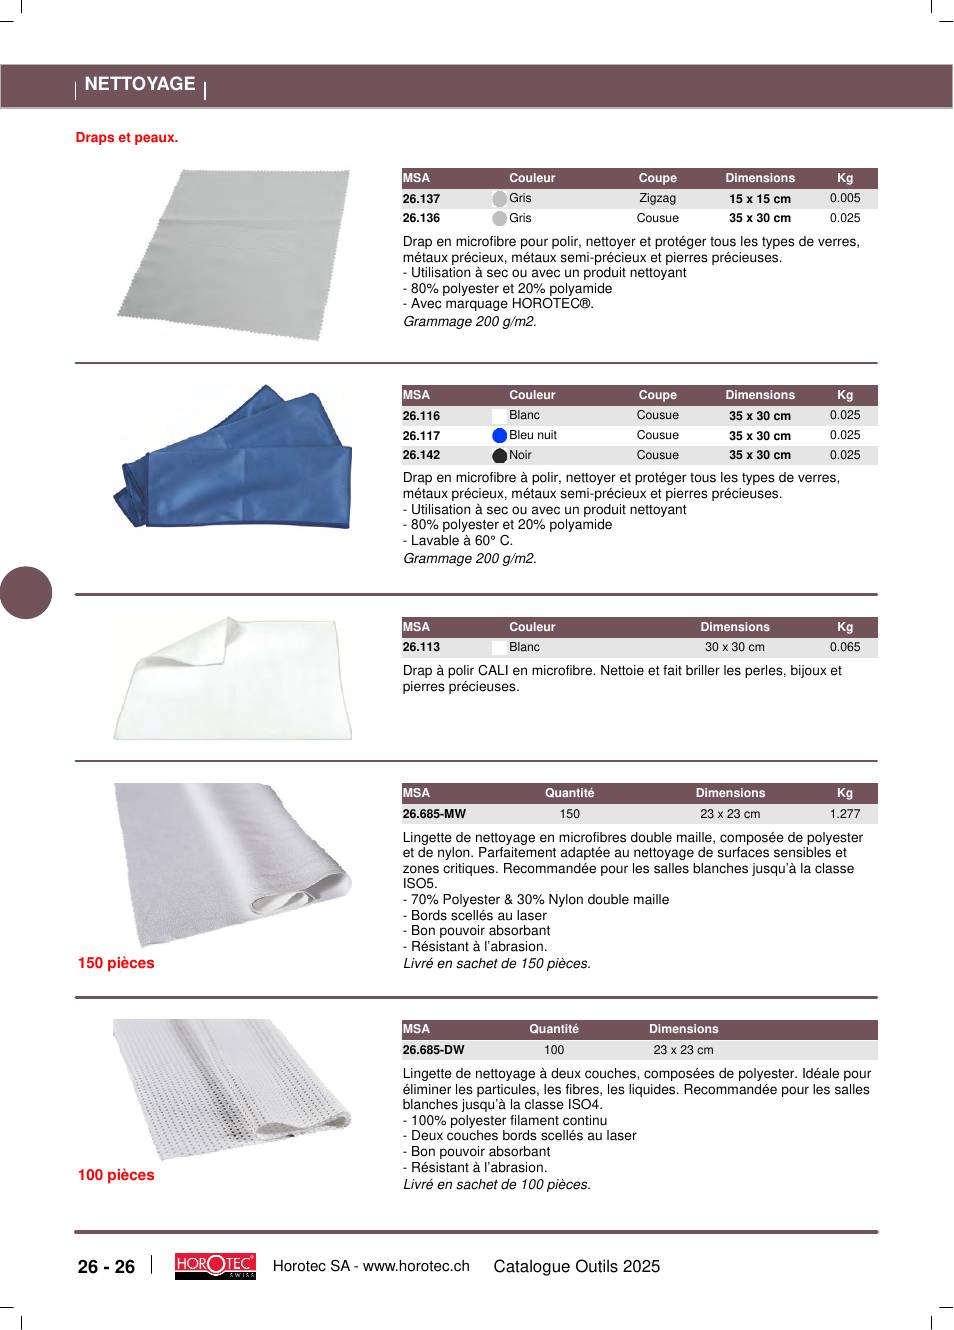 NETTOYAGE
Draps et peaux.
MSA Couleur Coupe Dimensions Kg
26.137 Gris Zigzag 15 x 15 cm 0.005
26.136 Gris Cousue 35 x 30 cm 0.025
Drap en microfibre pour polir, nettoyer et protéger tous les types de verres,
métaux précieux, métaux semi-précieux et pierres précieuses.
- Utilisation à sec ou avec un produit nettoyant
- 80% polyester et 20% polyamide
- Avec marquage HOROTEC®.
Grammage 200 g/m2.
MSA Couleur Coupe Dimensions Kg
26.116 Blanc Cousue 35 x 30 cm 0.025
26.117 Bleu nuit Cousue 35 x 30 cm 0.025
26.142 Noir Cousue 35 x 30 cm 0.025
Drap en microfibre à polir, nettoyer et protéger tous les types de verres,
métaux précieux, métaux semi-précieux et pierres précieuses.
- Utilisation à sec ou avec un produit nettoyant
- 80% polyester et 20% polyamide
- Lavable à 60° C.
Grammage 200 g/m2.
MSA Couleur Dimensions Kg
26.113 Blanc 30 x 30 cm 0.065
Drap à polir CALI en microfibre. Nettoie et fait briller les perles, bijoux et
pierres précieuses.
MSA Quantité Dimensions Kg
26.685-MW 150 23 x 23 cm 1.277
Lingette de nettoyage en microfibres double maille, composée de polyester
et de nylon. Parfaitement adaptée au nettoyage de surfaces sensibles et
zones critiques. Recommandée pour les salles blanches jusqu'à la classe
ISO5.
- 70% Polyester & 30% Nylon double maille
- Bords scellés au laser
- Bon pouvoir absorbant
- Résistant à l'abrasion.
Livré en sachet de 150 pièces.
150 pièces
MSA Quantité Dimensions
26.685-DW 100 23 x 23 cm
Lingette de nettoyage à deux couches, composées de polyester. Idéale pour
éliminer les particules, les fibres, les liquides. Recommandée pour les salles
blanches jusqu'à la classe ISO4.
- 100% polyester filament continu
- Deux couches bords scellés au laser
- Bon pouvoir absorbant
- Résistant à l'abrasion.
Livré en sachet de 100 pièces.
100 pièces
26 - 26 HOROTEC® SWISS Horotec SA - www.horotec.ch Catalogue Outils 2025